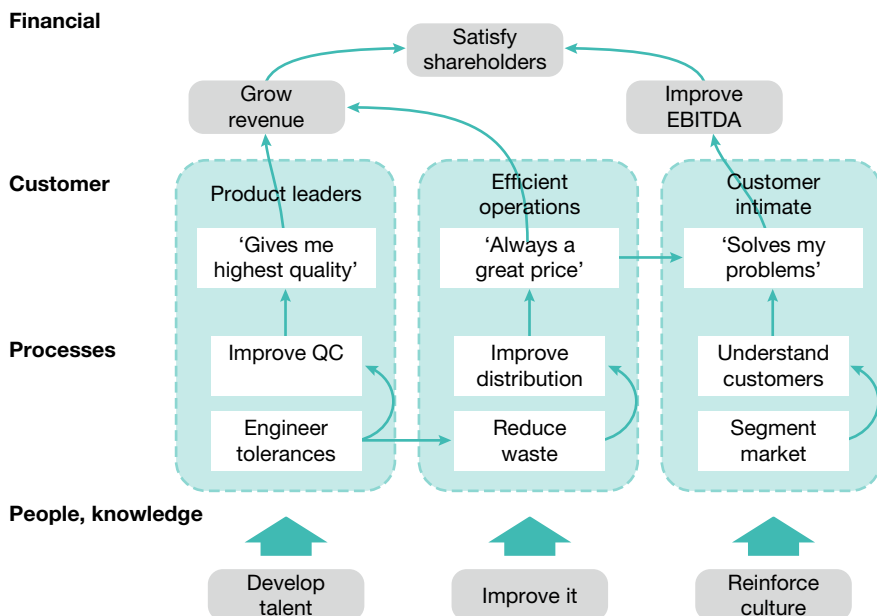 Financial
Satisfy
shareholders
Grow
revenue
Improve
EBITDA
Customer
Product leaders
Efficient
operations
Customer
intimate
‘Gives me
highest quality’
‘Always a
great price’
‘Solves my
problems’
Processes
Improve QC
Improve
distribution
Understand
customers
Engineer
tolerances
Reduce
waste
Segment
market
People, knowledge
Develop
talent
Improve it
Reinforce
culture